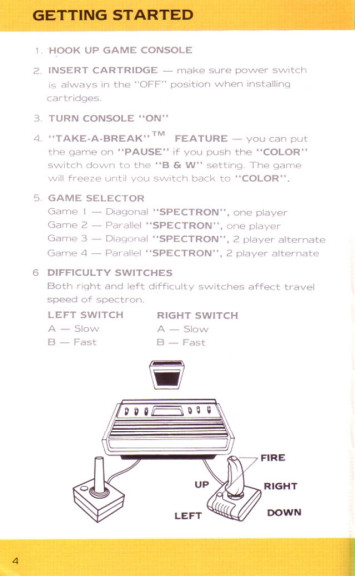 GETTING STARTED
1. HOOK UP GAME CONSOLE
2. INSERT CARTRIDGE — make sure power switch
is always in the "OFF" position when installing
cartridges.
3. TURN CONSOLE "ON"
4. "TAKE-A-BREAK"™ FEATURE — you can put
the game on "PAUSE" if you push the "COLOR"
switch down to the "B & W" setting. The game
will freeze until you switch back to "COLOR".
5. GAME SELECTOR
Game 1 — Diagonal "SPECTRON", one player
Game 2 — Parallel "SPECTRON", one player
Game 3 — Diagonal "SPECTRON", 2 player alternate
Game 4 — Parallel "SPECTRON", 2 player alternate
6 DIFFICULTY SWITCHES
Both right and left difficulty switches affect travel
speed of spectron.
LEFT SWITCH RIGHT SWITCH
A — Slow A — Slow
B — Fast B — Fast
FIRE
UP RIGHT
LEFT DOWN
4